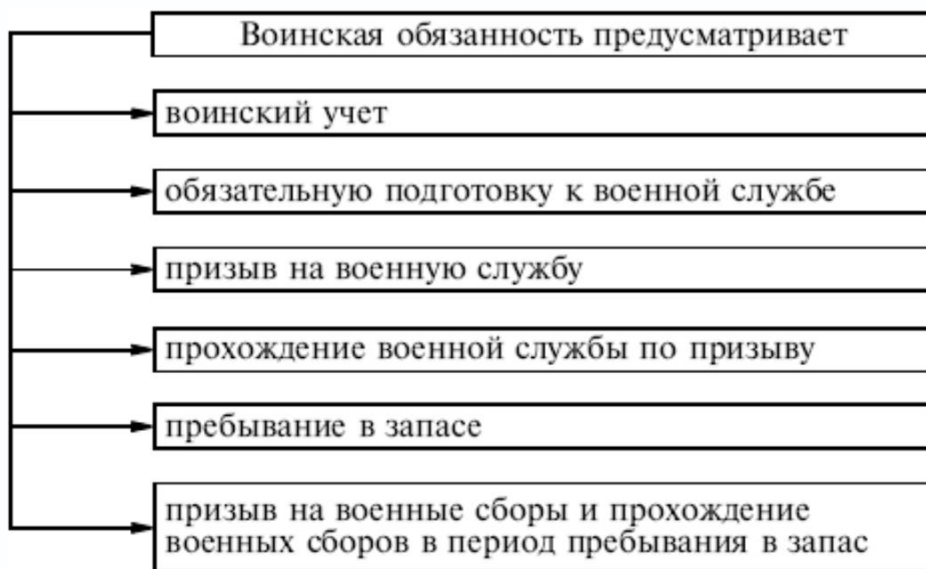 Воинская обязанность предусматривает
воинский учет
обязательную подготовку к военной службе
призыв на военную службу
прохождение военной службы по призыву
пребывание в запасе
призыв на военные сборы и прохождение
военных сборов в период пребывания в запас